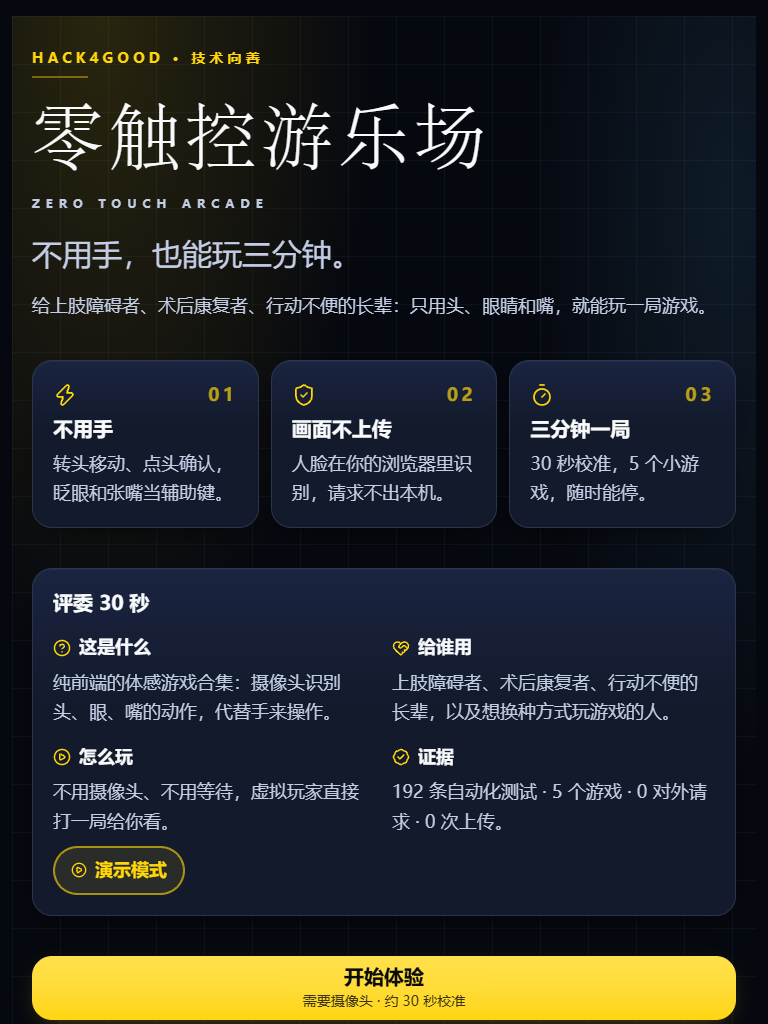 HACK4GOOD • 技术向善
零触控游乐场
ZERO TOUCH ARCADE
不用手，也能玩三分钟。
给上肢障碍者、术后康复者、行动不便的长辈：只用头、眼睛和嘴，就能玩一局游戏。
01
不用手
转头移动、点头确认，
眨眼和张嘴当辅助键。
02
画面不上传
人脸在你的浏览器里识
别，请求不出本机。
03
三分钟一局
30 秒校准，5 个小游
戏，随时能停。
评委 30 秒
这是什么
纯前端的体感游戏合集：摄像头识别
头、眼、嘴的动作，代替手来操作。
给谁用
上肢障碍者、术后康复者、行动不便的
长辈，以及想换种方式玩游戏的人。
怎么玩
不用摄像头、不用等待，虚拟玩家直接
打一局给你看。
演示模式
证据
192 条自动化测试 · 5 个游戏 · 0 对外请
求 · 0 次上传。
开始体验
需要摄像头 · 约 30 秒校准